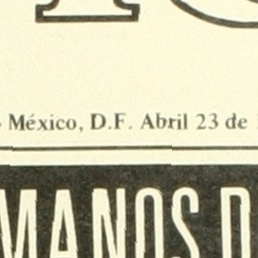 México, D.F. Abril 23 de
MANOS D